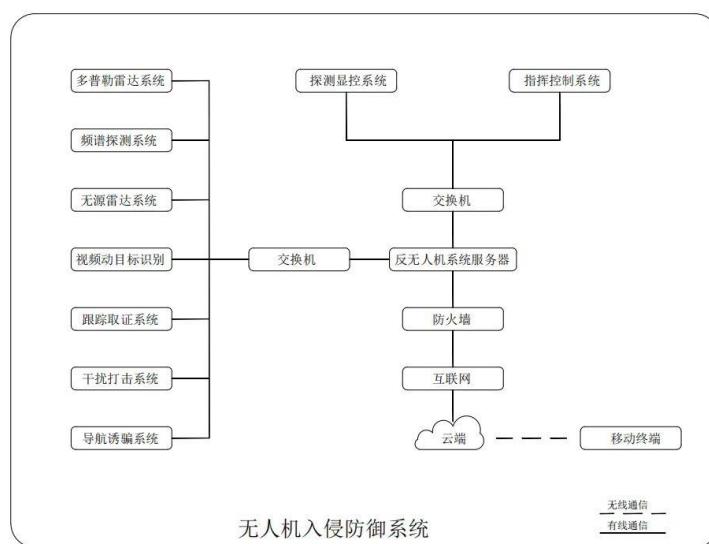 多普勒雷达系统
探测显控系统
指挥控制系统
频谱探测系统
无源雷达系统
交换机
视频动目标识别
交换机
反无人机系统服务器
跟踪取证系统
防火墙
干扰打击系统
互联网
导航诱骗系统
云端
移动终端
无人机入侵防御系统
无线通信
有线通信